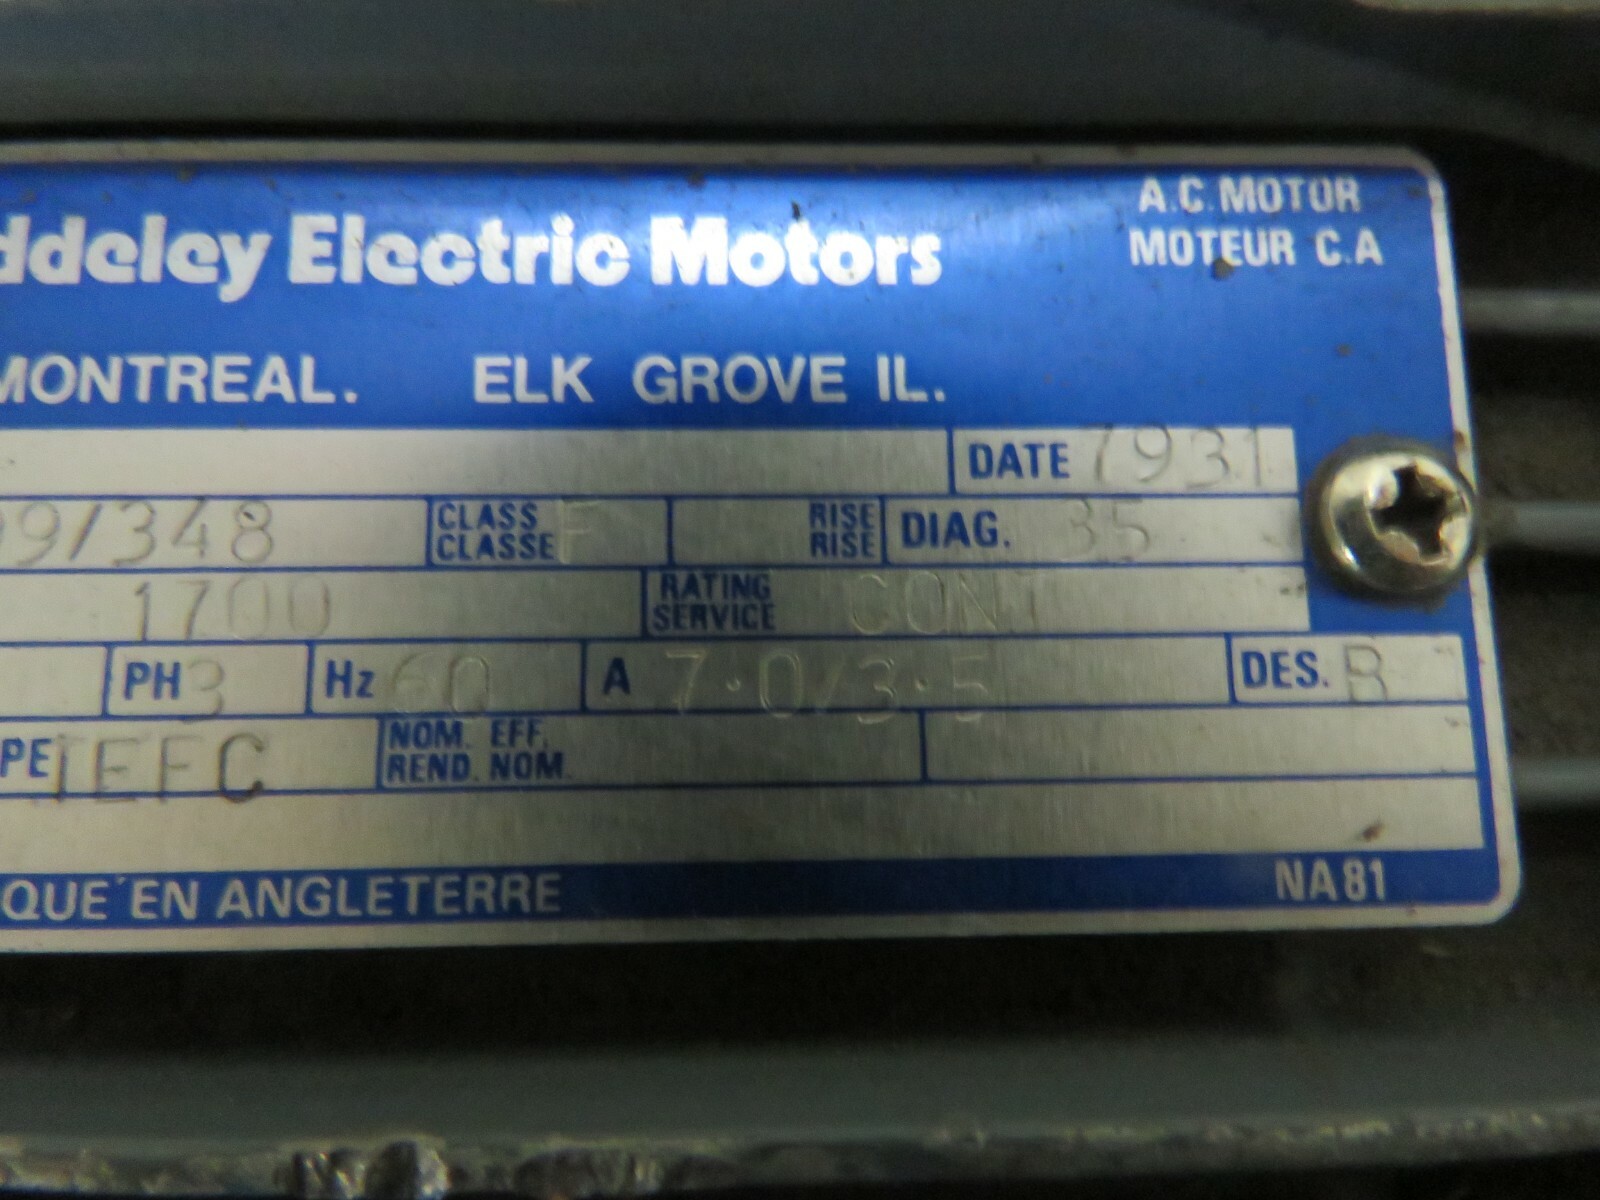 A.C. MOTOR
MOTEUR C.A
ddeley Electric Motors
MONTREAL. ELK GROVE IL.
DATE 7931
99/348 CLASS CLASSE F RISE RISE DIAG. 35
1700 RATING SERVICE CONT
PH 3 Hz 60 A 7.0/3.5 DES. B
PE TEFC NOM. EFF. REND. NOM.
QUE EN ANGLETERRE NA81